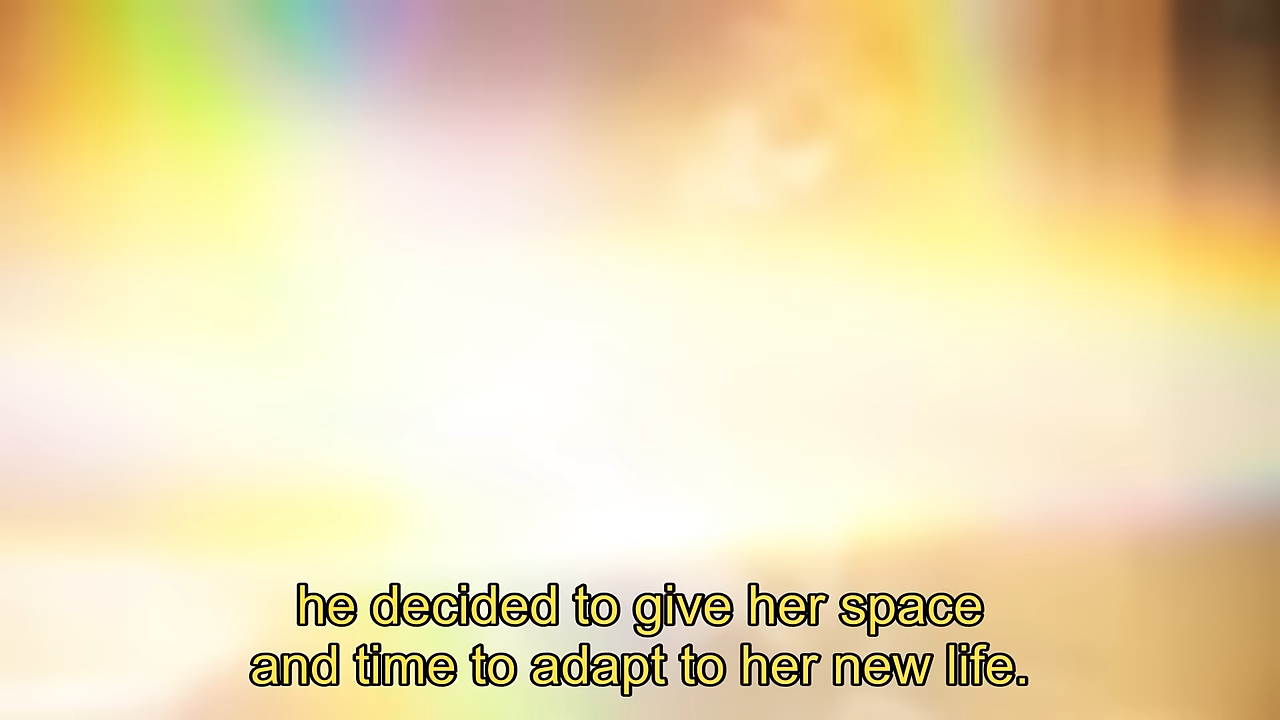 he decided to give her space
and time to adapt to her new life.